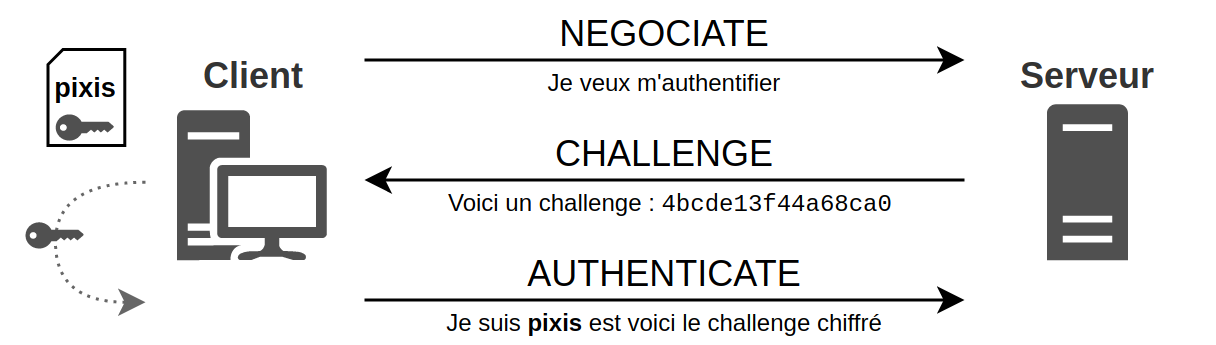 NEGOCIATE
Je veux m'authentifier
pixis
Client
Serveur
CHALLENGE
Voici un challenge : 4bcde13f44a68ca0
AUTHENTICATE
Je suis pixis est voici le challenge chiffré